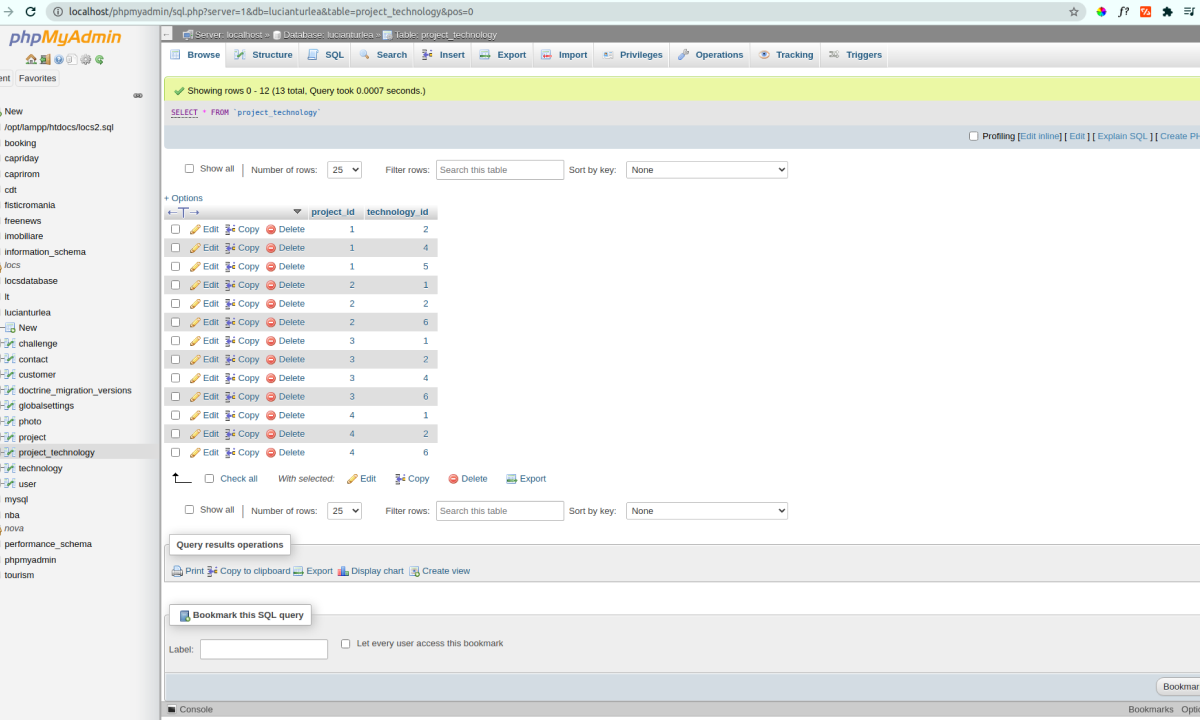 localhost/phpmyadmin/sql.php?server=1&db=lucianturlea&table=project_technology&pos=0
phpMyAdmin
ent Favorites
New
/opt/lampp/htdocs/locs2.sql
booking
capriday
caprirom
cdt
fisticromania
freenews
imobiliare
information_schema
locs
locsdatabase
lt
lucianturlea
New
challenge
contact
customer
doctrine_migration_versions
globalsettings
photo
project
project_technology
technology
user
mysql
nba
nova
performance_schema
phpmyadmin
tourism
Server: localhost » Database: lucianturlea » Table: project_technology
Browse Structure SQL Search Insert Export Import Privileges Operations Tracking Triggers
Showing rows 0 - 12 (13 total, Query took 0.0007 seconds.)
SELECT * FROM `project_technology`
Profiling [Edit inline] [ Edit ] [ Explain SQL ] [ Create PH
Show all Number of rows: 25 Filter rows: Search this table Sort by key: None
+ Options
←T→ project_id technology_id
Edit Copy Delete 1 2
Edit Copy Delete 1 4
Edit Copy Delete 1 5
Edit Copy Delete 2 1
Edit Copy Delete 2 2
Edit Copy Delete 2 6
Edit Copy Delete 3 1
Edit Copy Delete 3 2
Edit Copy Delete 3 4
Edit Copy Delete 3 6
Edit Copy Delete 4 1
Edit Copy Delete 4 2
Edit Copy Delete 4 6
Check all With selected: Edit Copy Delete Export
Show all Number of rows: 25 Filter rows: Search this table Sort by key: None
Query results operations
Print Copy to clipboard Export Display chart Create view
Bookmark this SQL query
Label: Let every user access this bookmark
Bookmar
Console Bookmarks Optio